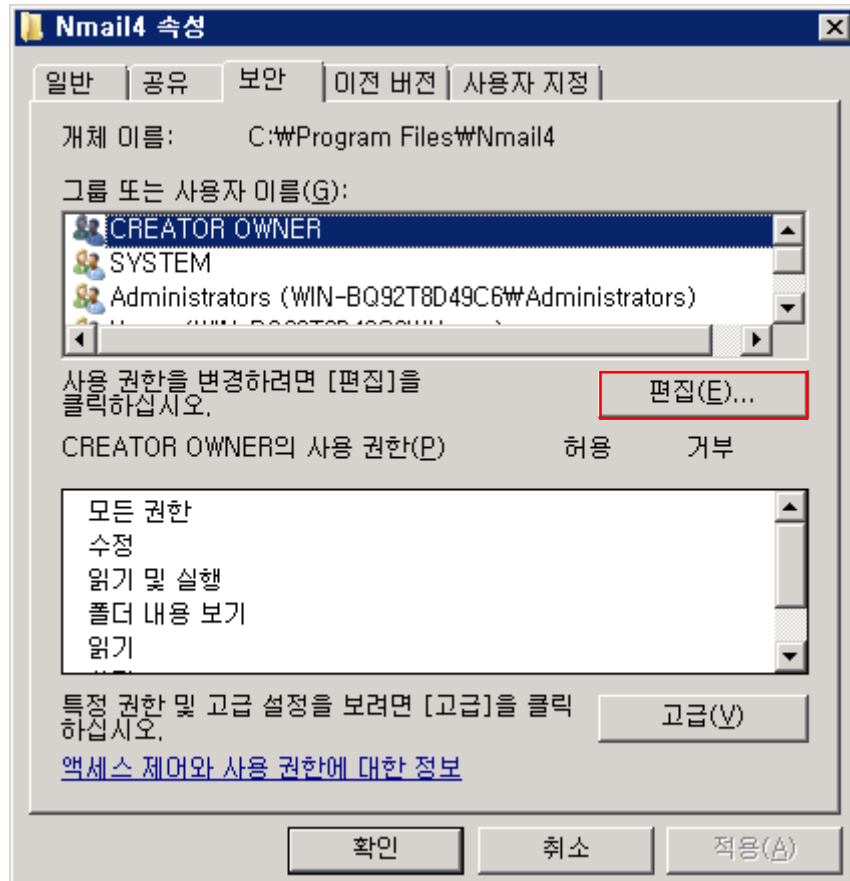 Nmail4 속성
일반 공유 보안 이전 버전 사용자 지정
개체 이름: C:₩Program Files₩Nmail4
그룹 또는 사용자 이름(G):
CREATOR OWNER
SYSTEM
Administrators (WIN-BQ92T8D49C6₩Administrators)
사용 권한을 변경하려면 [편집]을
클릭하십시오.
편집(E)...
CREATOR OWNER의 사용 권한(P) 허용 거부
모든 권한
수정
읽기 및 실행
폴더 내용 보기
읽기
특정 권한 및 고급 설정을 보려면 [고급]을 클릭
하십시오.
고급(V)
액세스 제어와 사용 권한에 대한 정보
확인 취소 적용(A)